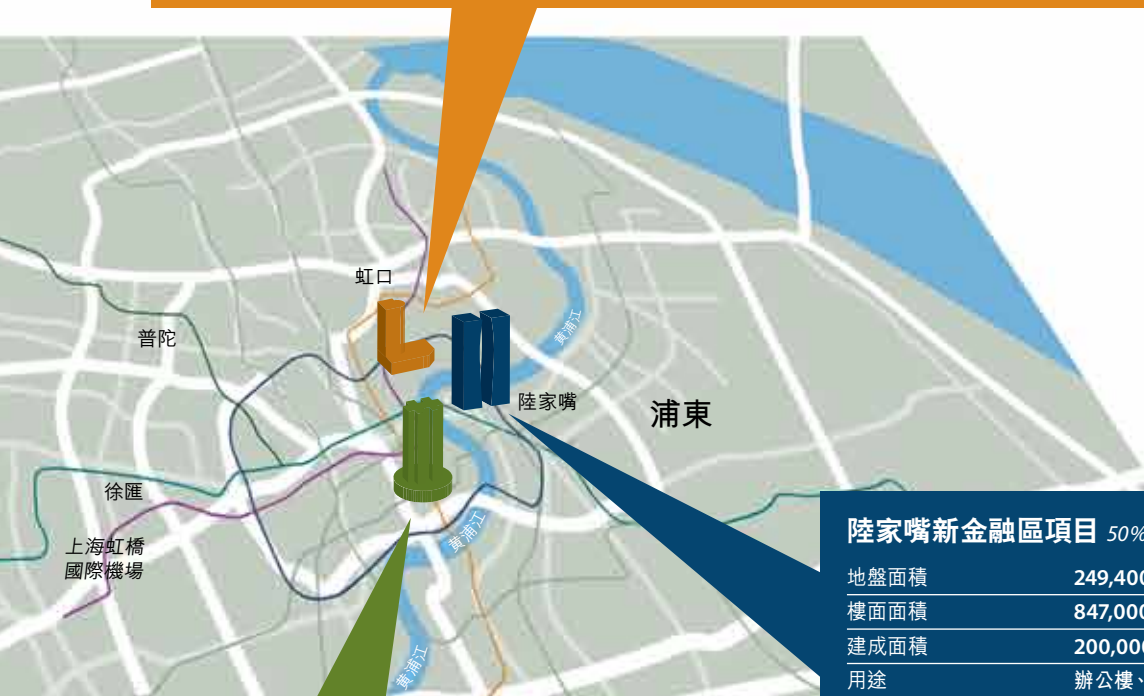 虹口
普陀
黄浦江
陸家嘴
浦東
徐匯
上海虹橋
國際機場
黄浦江
黄浦江
陸家嘴新金融區項目 50%
地盤面積 249,400
樓面面積 847,000
建成面積 200,000
用途 辦公樓、